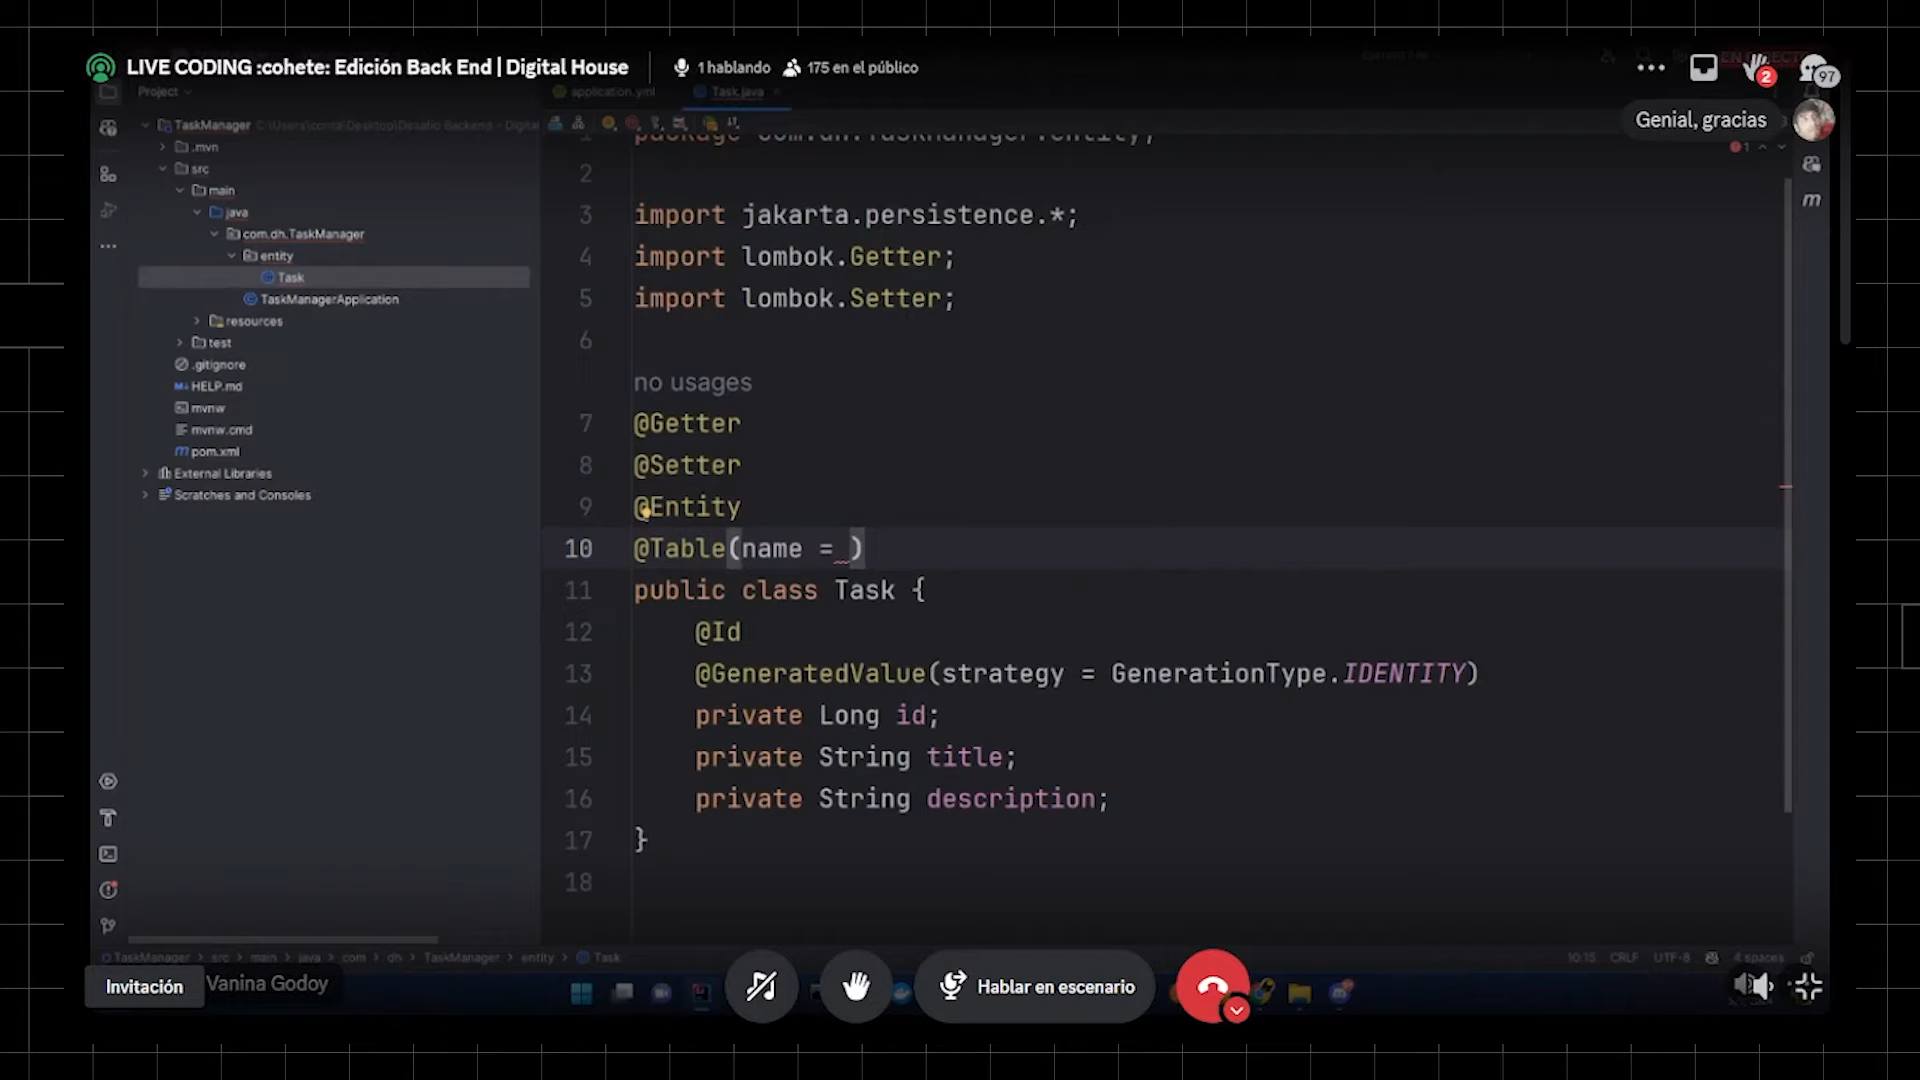 LIVE CODING :cohete: Edición Back End | Digital House
1 hablando
175 en el público
2
97
Genial, gracias
Project
application.yml
Task.java
TaskManager C:\Users\
\Desktop\Desafio Backend - Digital
.mvn
src
main
java
com.dh.TaskManager
entity
Task
TaskManagerApplication
resources
test
.gitignore
HELP.md
mvnw
mvnw.cmd
pom.xml
External Libraries
Scratches and Consoles
1
1 package com.dh.TaskManager.entity;
2
3 import jakarta.persistence.*;
4 import lombok.Getter;
5 import lombok.Setter;
6
no usages
7 @Getter
8 @Setter
9 @Entity
10 @Table(name = )
11 public class Task {
12 @Id
13 @GeneratedValue(strategy = GenerationType.IDENTITY)
14 private Long id;
15 private String title;
16 private String description;
17 }
18
m
TaskManager > src > main > java > com > dh > TaskManager > entity > Task
10:15 CRLF UTF-8 4 spaces
Invitación
Vanina Godoy
Hablar en escenario